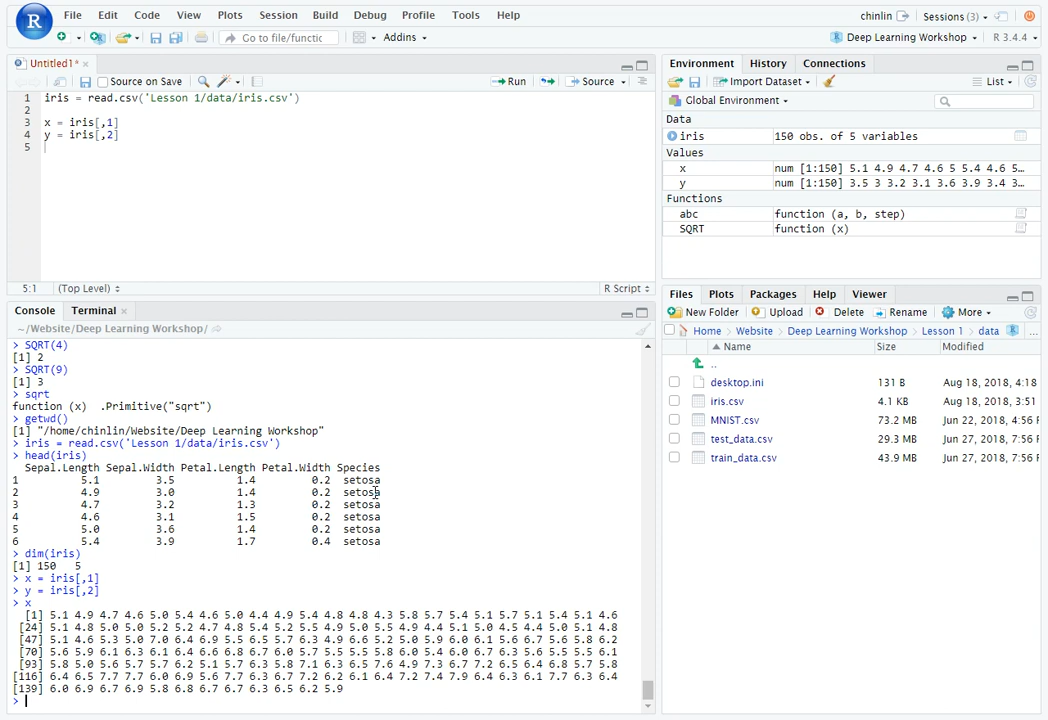 File Edit Code View Plots Session Build Debug Profile Tools Help
chinlin Sessions (3)
Go to file/function Addins
Deep Learning Workshop R 3.4.4
Untitled1*
Source on Save Run Source
1 iris = read.csv('Lesson 1/data/iris.csv')
2
3 x = iris[,1]
4 y = iris[,2]
5
5:1 (Top Level) R Script
Console Terminal
~/Website/Deep Learning Workshop/
> SQRT(4)
[1] 2
> SQRT(9)
[1] 3
> sqrt
function (x) .Primitive("sqrt")
> getwd()
[1] "/home/chinlin/Website/Deep Learning Workshop"
> iris = read.csv('Lesson 1/data/iris.csv')
> head(iris)
Sepal.Length Sepal.Width Petal.Length Petal.Width Species
1 5.1 3.5 1.4 0.2 setosa
2 4.9 3.0 1.4 0.2 setosa
3 4.7 3.2 1.3 0.2 setosa
4 4.6 3.1 1.5 0.2 setosa
5 5.0 3.6 1.4 0.2 setosa
6 5.4 3.9 1.7 0.4 setosa
> dim(iris)
[1] 150 5
> x = iris[,1]
> y = iris[,2]
> x
[1] 5.1 4.9 4.7 4.6 5.0 5.4 4.6 5.0 4.4 4.9 5.4 4.8 4.8 4.3 5.8 5.7 5.4 5.1 5.7 5.1 5.4 5.1 4.6
[24] 5.1 4.8 5.0 5.0 5.2 5.2 4.7 4.8 5.4 5.2 5.5 4.9 5.0 5.5 4.9 4.4 5.1 5.0 4.5 4.4 5.0 5.1 4.8
[47] 5.1 4.6 5.3 5.0 7.0 6.4 6.9 5.5 6.5 5.7 6.3 4.9 6.6 5.2 5.0 5.9 6.0 6.1 5.6 6.7 5.6 5.8 6.2
[70] 5.6 5.9 6.1 6.3 6.1 6.4 6.6 6.8 6.7 6.0 5.7 5.5 5.5 5.8 6.0 5.4 6.0 6.7 6.3 5.6 5.5 5.5 6.1
[93] 5.8 5.0 5.6 5.7 5.7 6.2 5.1 5.7 6.3 5.8 7.1 6.3 6.5 7.6 4.9 7.3 6.7 7.2 6.5 6.4 6.8 5.7 5.8
[116] 6.4 6.5 7.7 7.7 6.0 6.9 5.6 7.7 6.3 6.7 7.2 6.2 6.1 6.4 7.2 7.4 7.9 6.4 6.3 6.1 7.7 6.3 6.4
[139] 6.0 6.9 6.7 6.9 5.8 6.8 6.7 6.7 6.3 6.5 6.2 5.9
>
Environment History Connections
Import Dataset List
Global Environment
Data
iris 150 obs. of 5 variables
Values
x num [1:150] 5.1 4.9 4.7 4.6 5 5.4 4.6 5…
y num [1:150] 3.5 3 3.2 3.1 3.6 3.9 3.4 3…
Functions
abc function (a, b, step)
SQRT function (x)
Files Plots Packages Help Viewer
New Folder Upload Delete Rename More
Home Website Deep Learning Workshop Lesson 1 data ...
Name Size Modified
..
desktop.ini 131 B Aug 18, 2018, 4:18
iris.csv 4.1 KB Aug 18, 2018, 3:51
MNIST.csv 73.2 MB Jun 22, 2018, 4:56 P
test_data.csv 29.3 MB Jun 27, 2018, 7:56
train_data.csv 43.9 MB Jun 27, 2018, 7:56